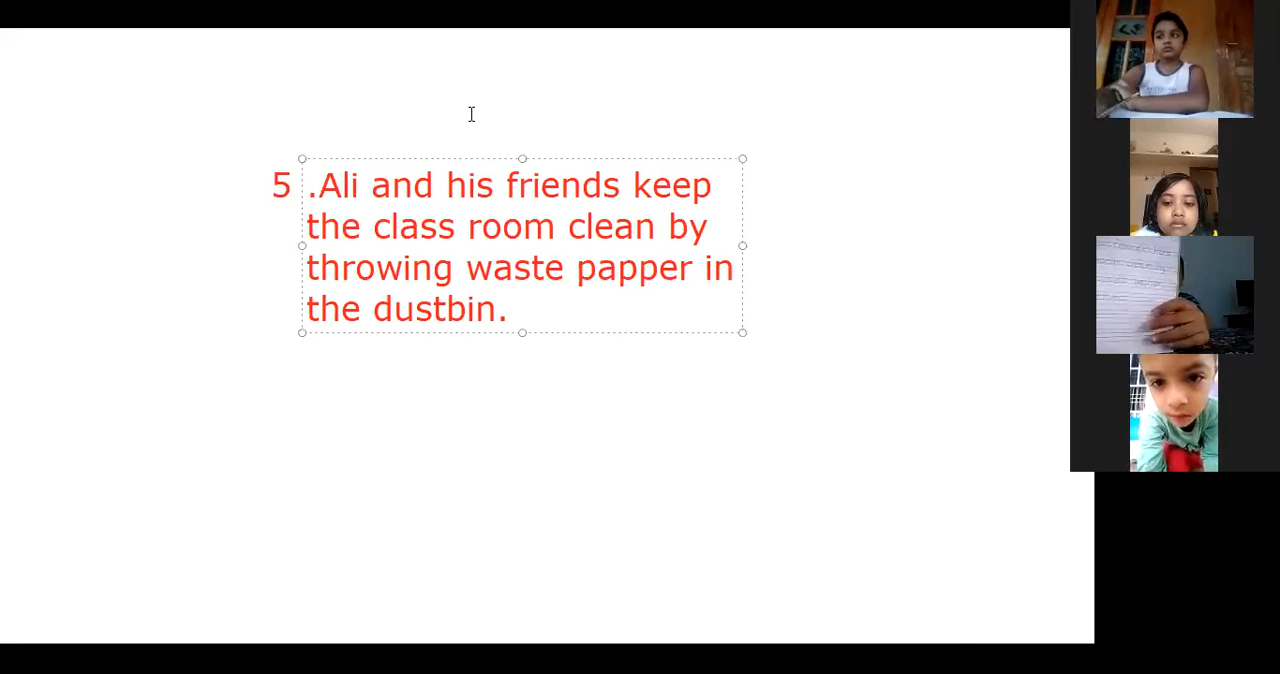 5 .Ali and his friends keep
the class room clean by
throwing waste papper in
the dustbin.